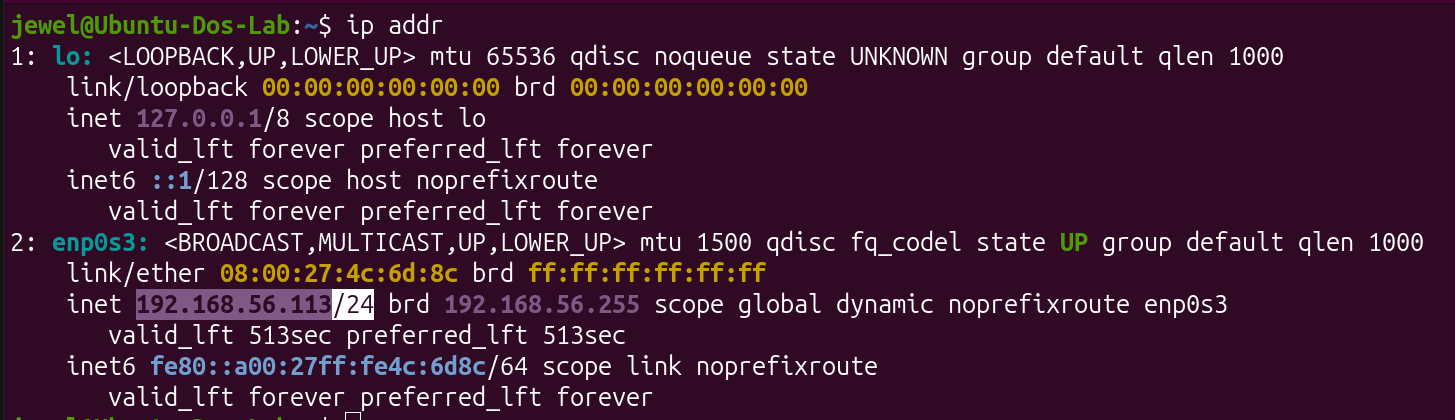 jewel@Ubuntu-Dos-Lab:~$ ip addr
1: lo: <LOOPBACK,UP,LOWER_UP> mtu 65536 qdisc noqueue state UNKNOWN group default qlen 1000
    link/loopback 00:00:00:00:00:00 brd 00:00:00:00:00:00
    inet 127.0.0.1/8 scope host lo
       valid_lft forever preferred_lft forever
    inet6 ::1/128 scope host noprefixroute
       valid_lft forever preferred_lft forever
2: enp0s3: <BROADCAST,MULTICAST,UP,LOWER_UP> mtu 1500 qdisc fq_codel state UP group default qlen 1000
    link/ether 08:00:27:4c:6d:8c brd ff:ff:ff:ff:ff:ff
    inet 192.168.56.113/24 brd 192.168.56.255 scope global dynamic noprefixroute enp0s3
       valid_lft 513sec preferred_lft 513sec
    inet6 fe80::a00:27ff:fe4c:6d8c/64 scope link noprefixroute
       valid_lft forever preferred_lft forever